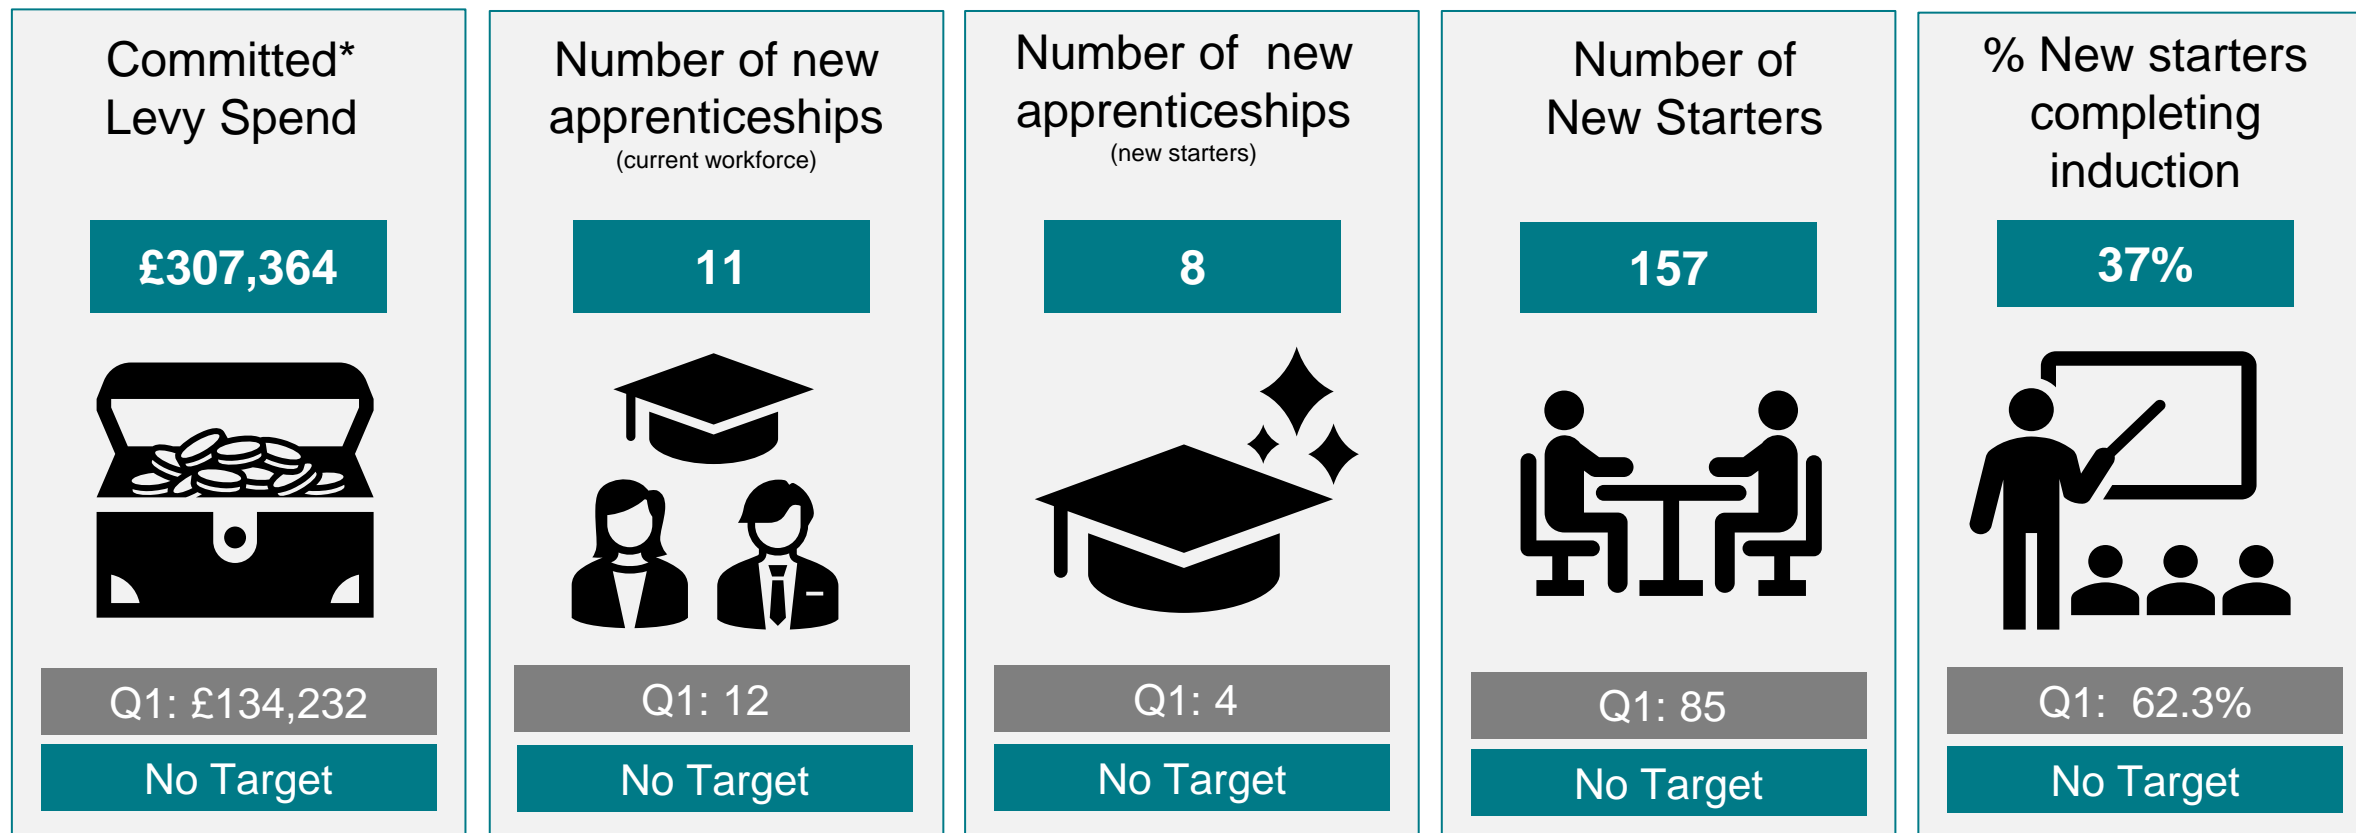 Committed*
Levy Spend
£307,364
Q1: £134,232
No Target
Number of new
apprenticeships
(current workforce)
11
Q1: 12
No Target
Number of  new
apprenticeships
(new starters)
8
Q1: 4
No Target
Number of
New Starters
157
Q1: 85
No Target
% New starters
completing
induction
37%
Q1:  62.3%
No Target